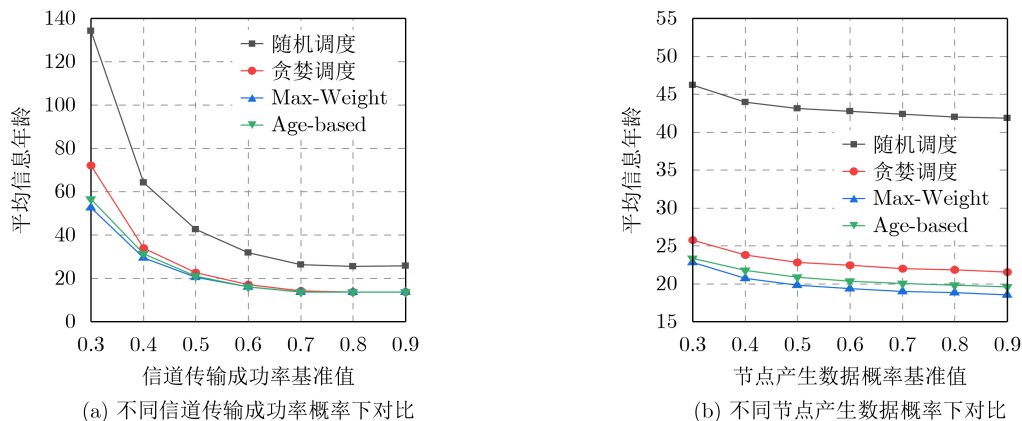 140
120
100
80
60
40
20
0
平均信息年龄
随机调度
贪婪调度
Max-Weight
Age-based
0.3 0.4 0.5 0.6 0.7 0.8 0.9
信道传输成功率基准值
(a) 不同信道传输成功率概率下对比
55
50
45
40
35
30
25
20
15
平均信息年龄
随机调度
贪婪调度
Max-Weight
Age-based
0.3 0.4 0.5 0.6 0.7 0.8 0.9
节点产生数据概率基准值
(b) 不同节点产生数据概率下对比